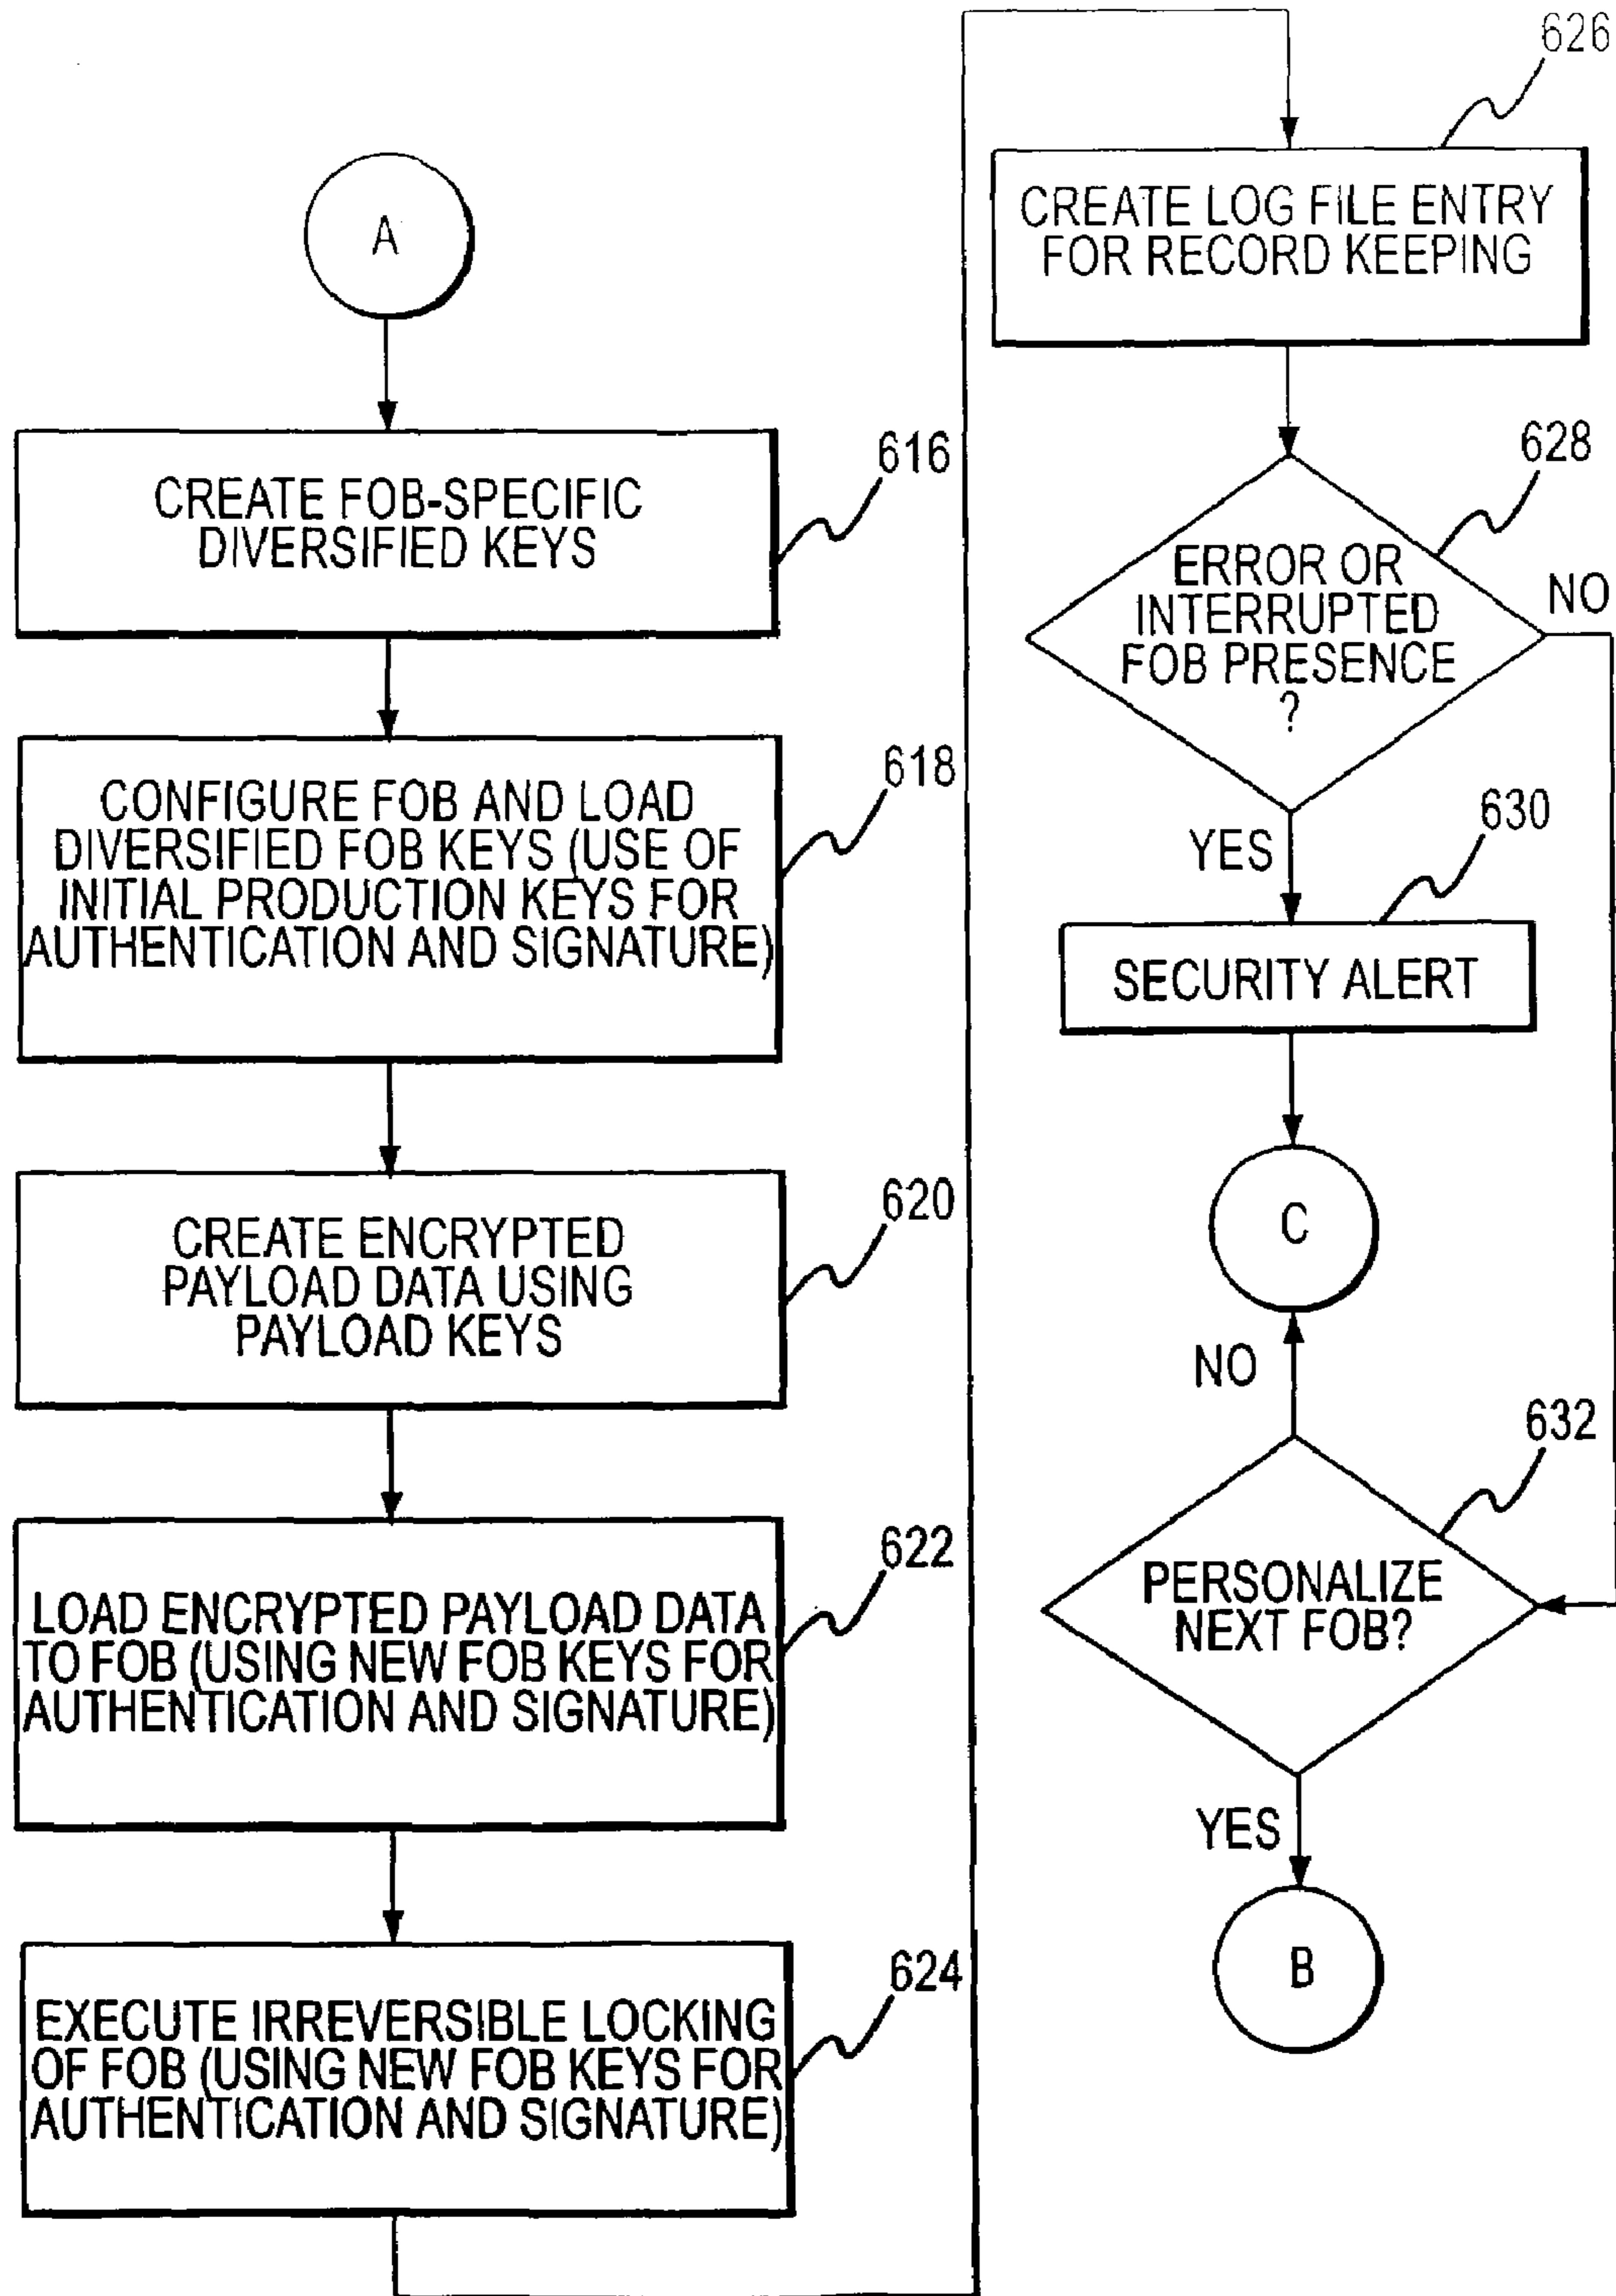 A
CREATE FOB-SPECIFIC
DIVERSIFIED KEYS
616
CONFIGURE FOB AND LOAD
DIVERSIFIED FOB KEYS (USE OF
INITIAL PRODUCTION KEYS FOR
AUTHENTICATION AND SIGNATURE)
618
CREATE ENCRYPTED
PAYLOAD DATA USING
PAYLOAD KEYS
620
LOAD ENCRYPTED PAYLOAD DATA
TO FOB (USING NEW FOB KEYS FOR
AUTHENTICATION AND SIGNATURE)
622
EXECUTE IRREVERSIBLE LOCKING
OF FOB (USING NEW FOB KEYS FOR
AUTHENTICATION AND SIGNATURE)
624
626
CREATE LOG FILE ENTRY
FOR RECORD KEEPING
628
ERROR OR
INTERRUPTED
FOB PRESENCE
?
NO
YES
630
SECURITY ALERT
C
NO
632
PERSONALIZE
NEXT FOB?
YES
B